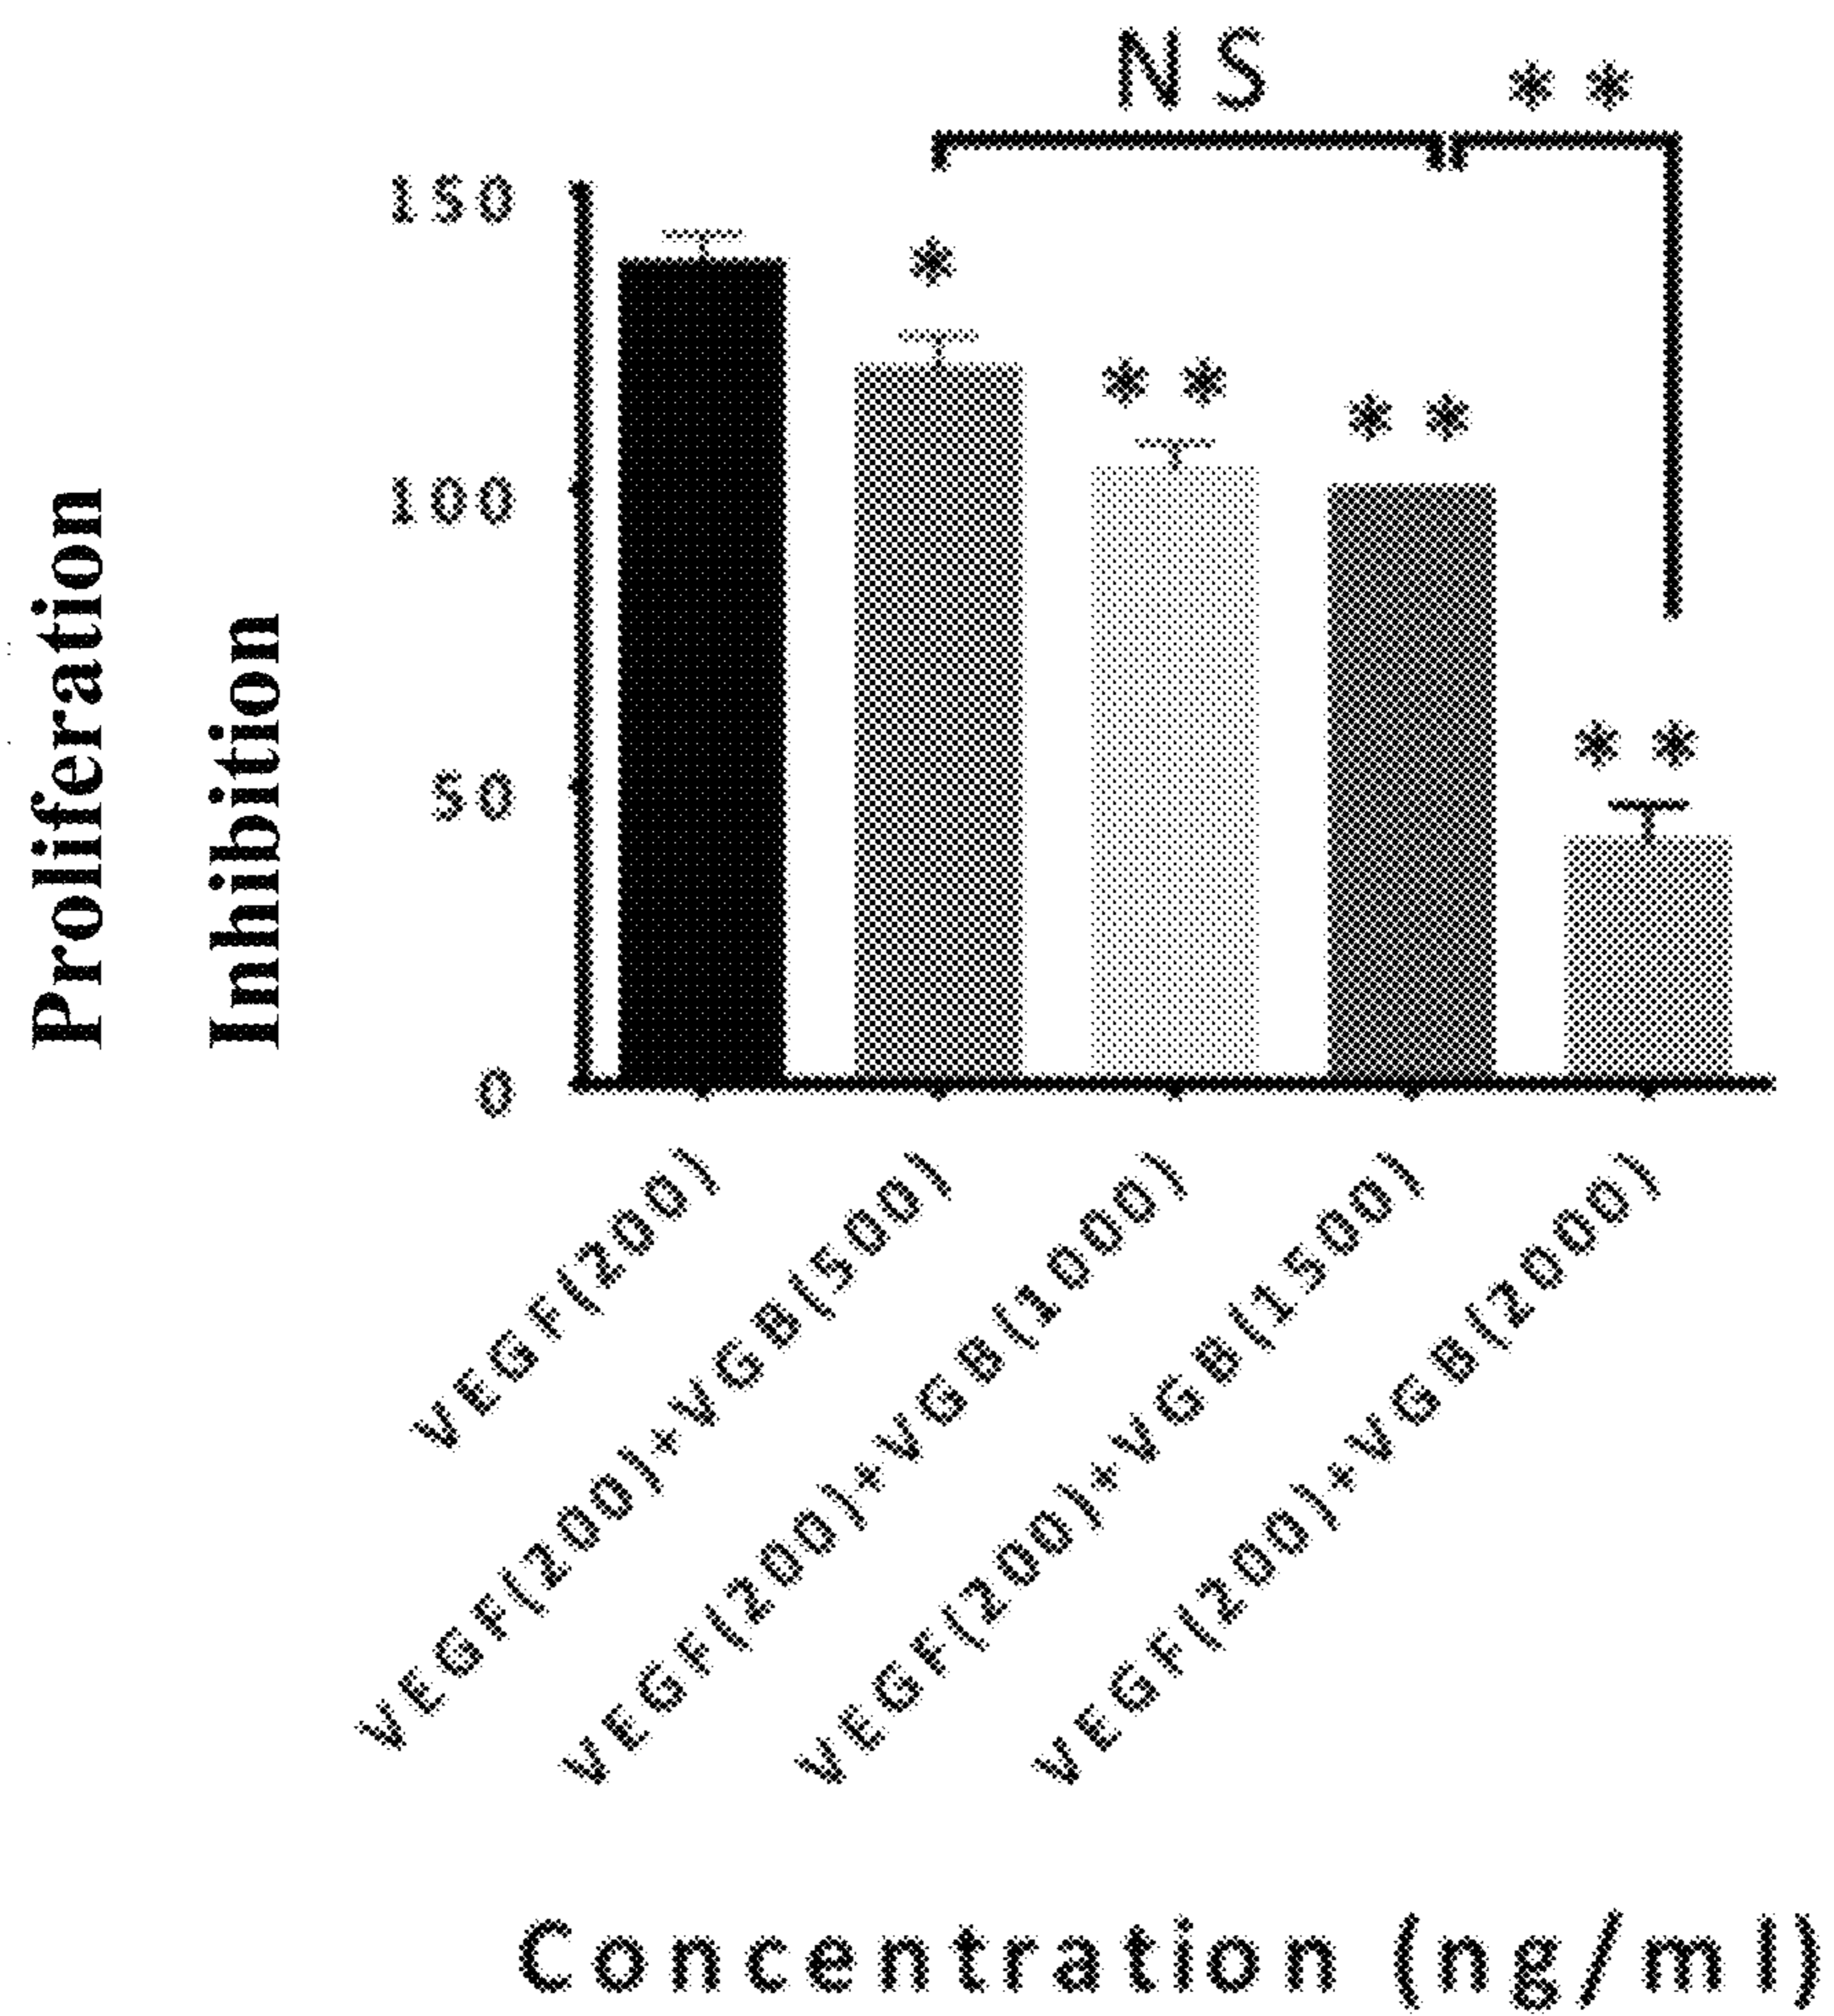 NS **
150
*
**
**
100
Proliferation
Inhibition
**
50
0
VEGF(200)
VEGF(200)+VGB(500)
VEGF(200)+VGB(1000)
VEGF(200)+VGB(1500)
VEGF(200)+VGB(2000)
Concentration (ng/ml)